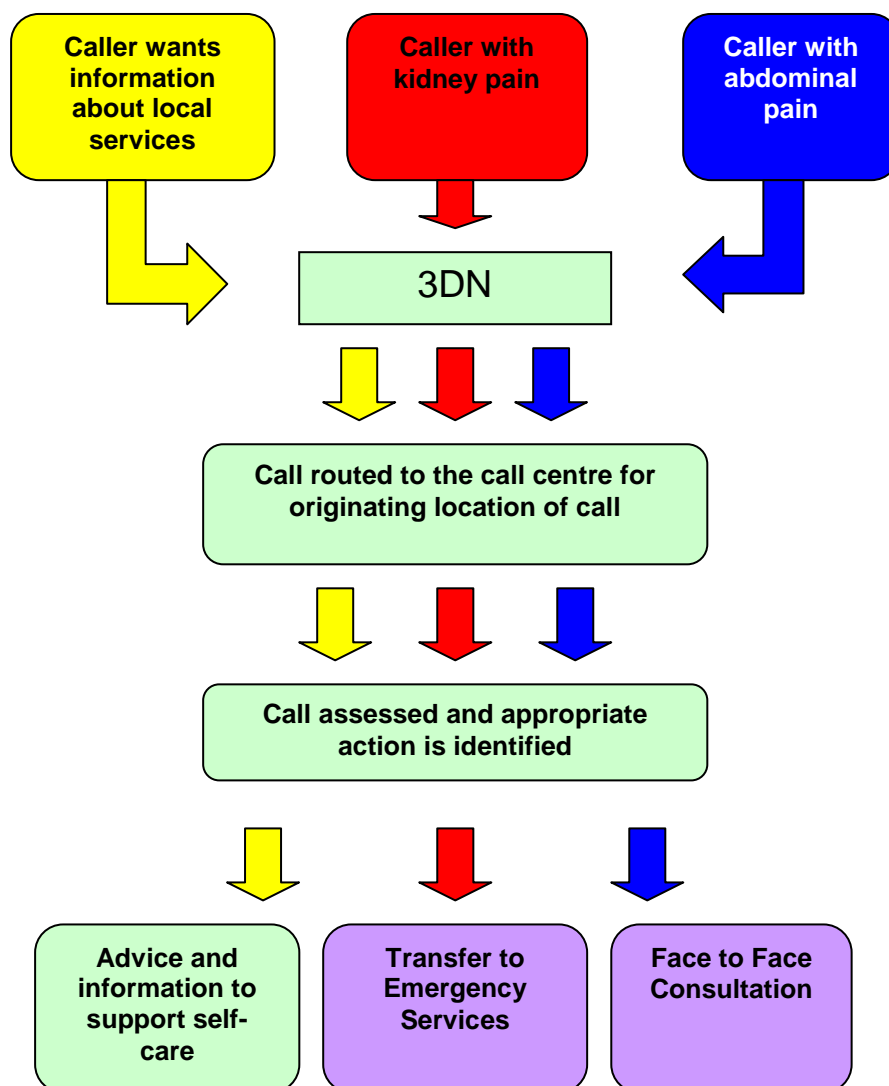 Caller wants
information
about local
services
Caller with
kidney pain
Caller with
abdominal
pain
3DN
Call routed to the call centre for
originating location of call
Call assessed and appropriate
action is identified
Advice and
information to
support self-
care
Transfer to
Emergency
Services
Face to Face
Consultation